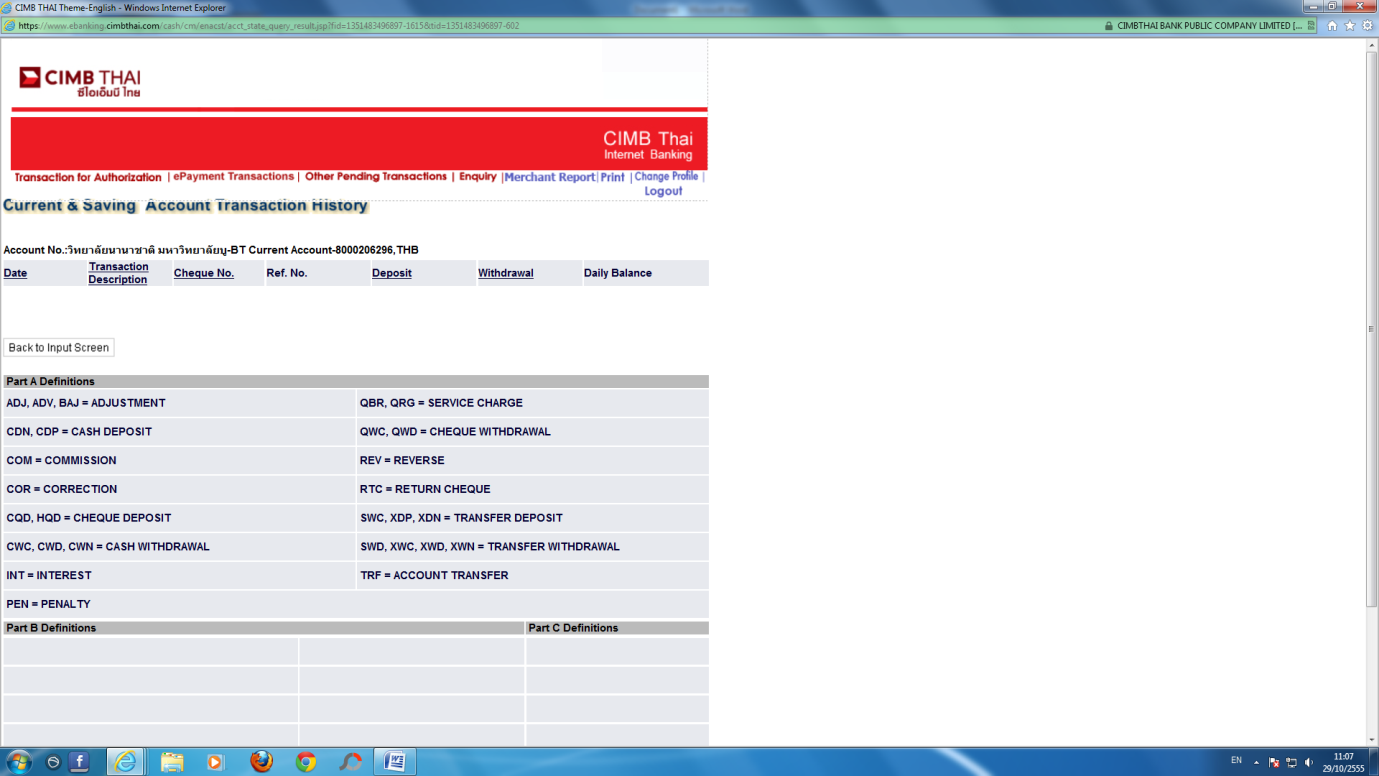 CIMB THAI Theme-English - Windows Internet Explorer
https://www.ebanking.cimbthai.com/cash/cm/enacst/acct_state_query_result.jsp?fid=1351483496897-1615&tid=1351483496897-602
CIMBTHAI BANK PUBLIC COMPANY LIMITED [...
CIMB THAI
ซีไอเอ็มบี ไทย
CIMB Thai
Internet Banking
Transaction for Authorization | ePayment Transactions | Other Pending Transactions | Enquiry | Merchant Report | Print | Change Profile |
Logout
Current & Saving Account Transaction History
Account No.:วิทยาลัยนานาชาติ มหาวิทยาลัยบู-BT Current Account-8000206296,THB
Date Transaction Description Cheque No. Ref. No. Deposit Withdrawal Daily Balance
Back to Input Screen
Part A Definitions
ADJ, ADV, BAJ = ADJUSTMENT QBR, QRG = SERVICE CHARGE
CDN, CDP = CASH DEPOSIT QWC, QWD = CHEQUE WITHDRAWAL
COM = COMMISSION REV = REVERSE
COR = CORRECTION RTC = RETURN CHEQUE
CQD, HQD = CHEQUE DEPOSIT SWC, XDP, XDN = TRANSFER DEPOSIT
CWC, CWD, CWN = CASH WITHDRAWAL SWD, XWC, XWD, XWN = TRANSFER WITHDRAWAL
INT = INTEREST TRF = ACCOUNT TRANSFER
PEN = PENALTY
Part B Definitions Part C Definitions
EN
11:07
29/10/2555